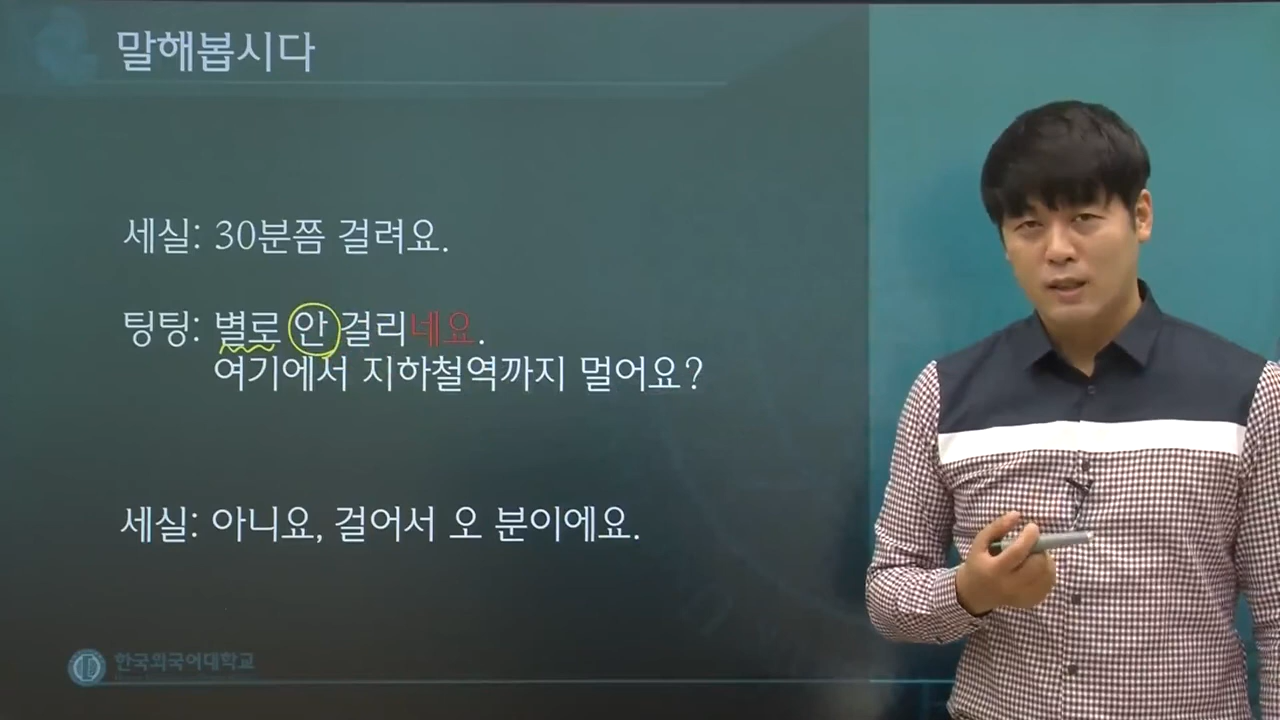 말해봅시다
세실: 30분쯤 걸려요.
팅팅: 별로 안 걸리네요.
여기에서 지하철역까지 멀어요?
세실: 아니요, 걸어서 오 분이에요.
한국외국어대학교